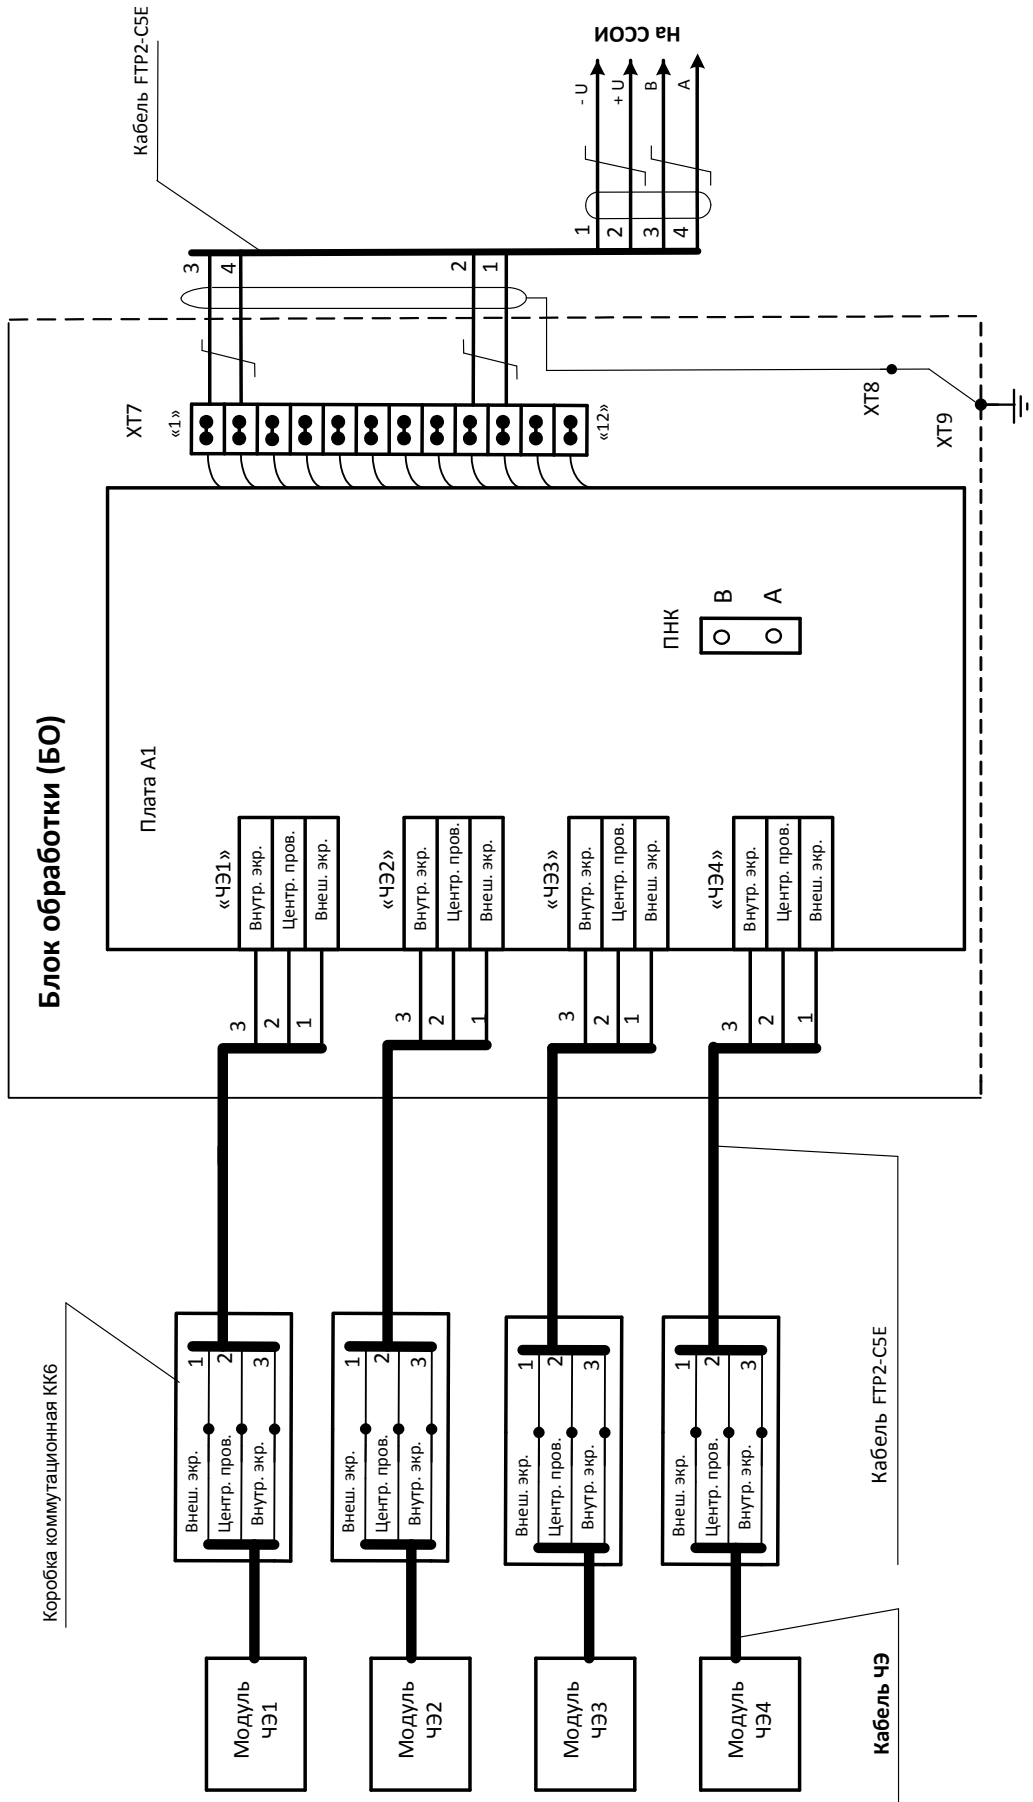 Блок обработки (БО)
Плата А1
Коробка коммутационная КК6
Модуль
ЧЭ1
Внеш. экр.
Центр. пров.
Внутр. экр.
1
2
3
3
2
1
«ЧЭ1»
Внутр. экр.
Центр. пров.
Внеш. экр.
Модуль
ЧЭ2
Внеш. экр.
Центр. пров.
Внутр. экр.
1
2
3
3
2
1
«ЧЭ2»
Внутр. экр.
Центр. пров.
Внеш. экр.
Модуль
ЧЭ3
Внеш. экр.
Центр. пров.
Внутр. экр.
1
2
3
3
2
1
«ЧЭ3»
Внутр. экр.
Центр. пров.
Внеш. экр.
Модуль
ЧЭ4
Внеш. экр.
Центр. пров.
Внутр. экр.
1
2
3
3
2
1
«ЧЭ4»
Внутр. экр.
Центр. пров.
Внеш. экр.
Кабель ЧЭ
Кабель FTP2-C5E
ПНК
В
А
ХТ7
«1»
«12»
3
4
2
1
Кабель FTP2-C5E
1
2
3
4
- U
+ U
В
А
На ССОИ
ХТ8
ХТ9